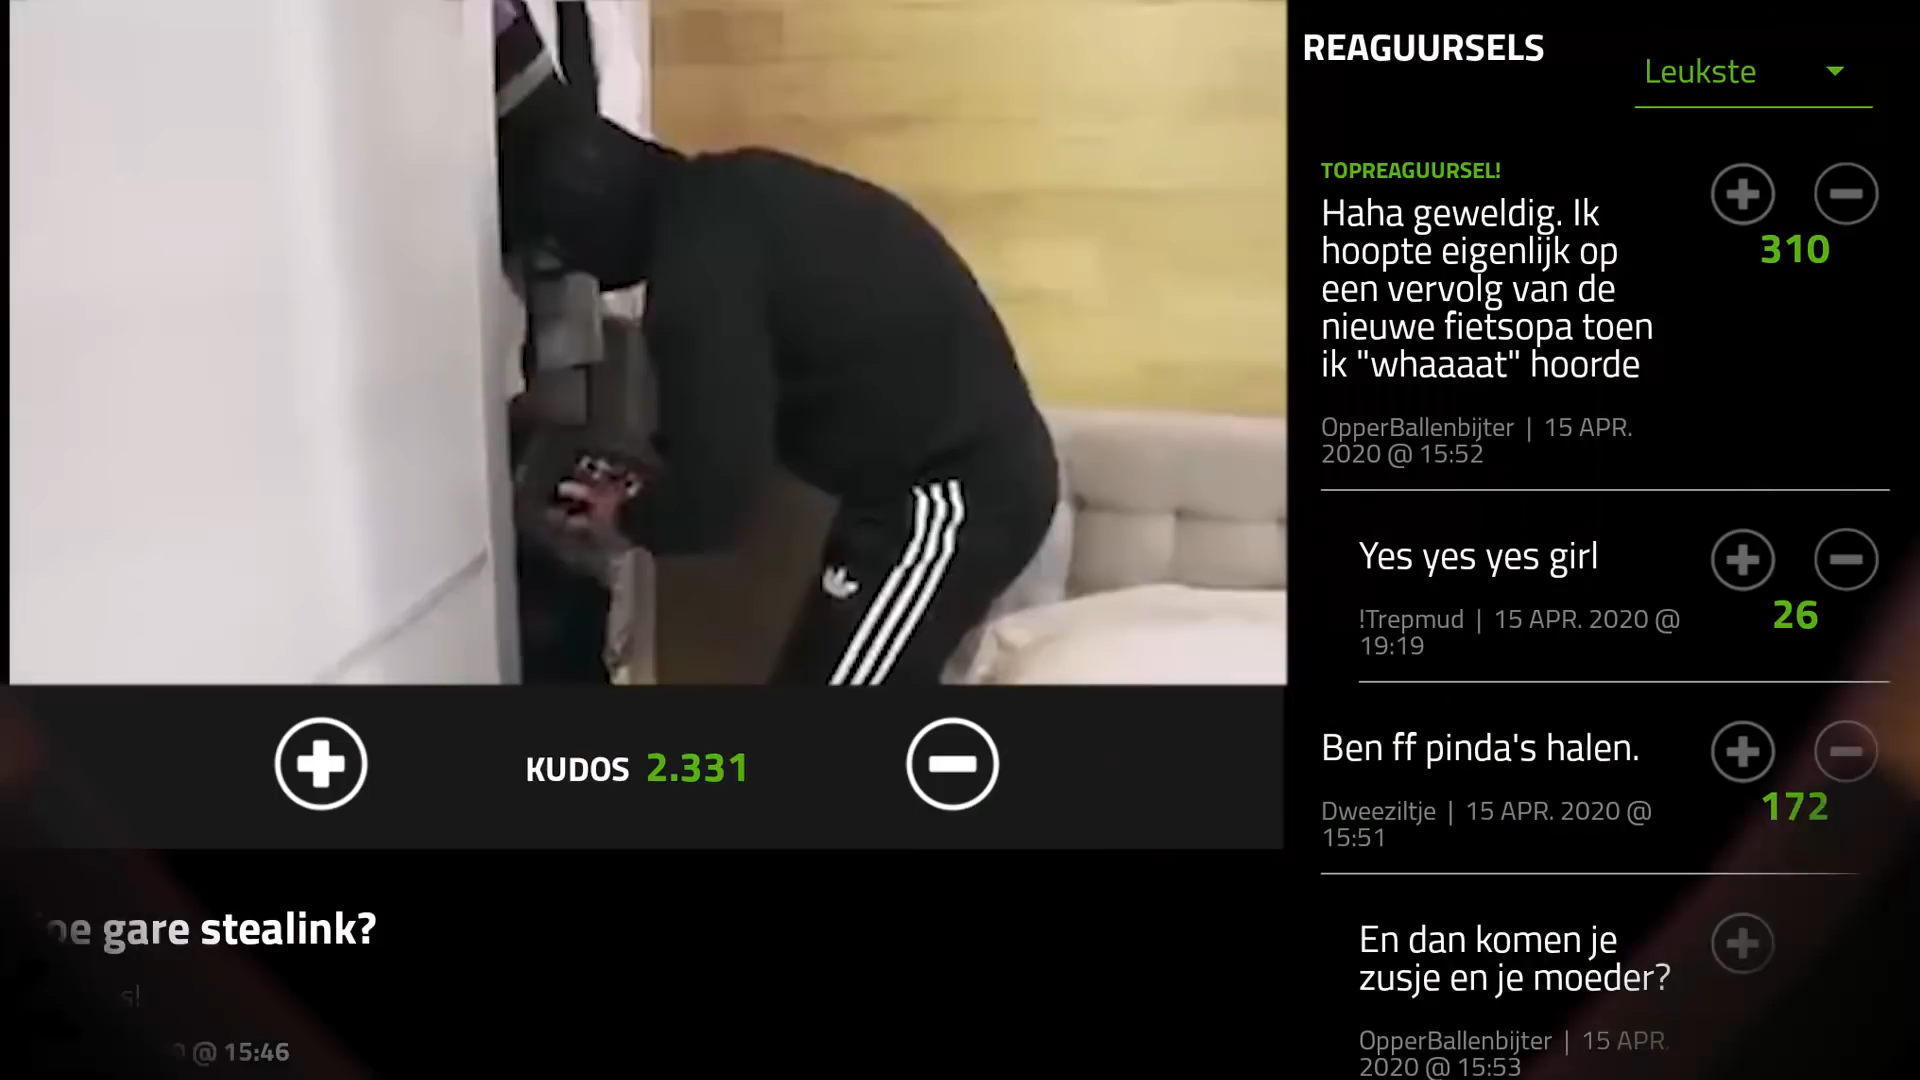 REAGUURSELS
Leukste
TOPREAGUURSEL!
Haha geweldig. Ik
hoopte eigenlijk op
een vervolg van de
nieuwe fietsopa toen
ik "whaaaat" hoorde
310
OpperBallenbijter | 15 APR.
2020 @ 15:52
Yes yes yes girl
26
!Trepmud | 15 APR. 2020 @
19:19
Ben ff pinda's halen.
172
Dweeziltje | 15 APR. 2020 @
15:51
En dan komen je
zusje en je moeder?
OpperBallenbijter | 15 APR.
2020 @ 15:53
KUDOS 2.331
gare stealink?
@ 15:46